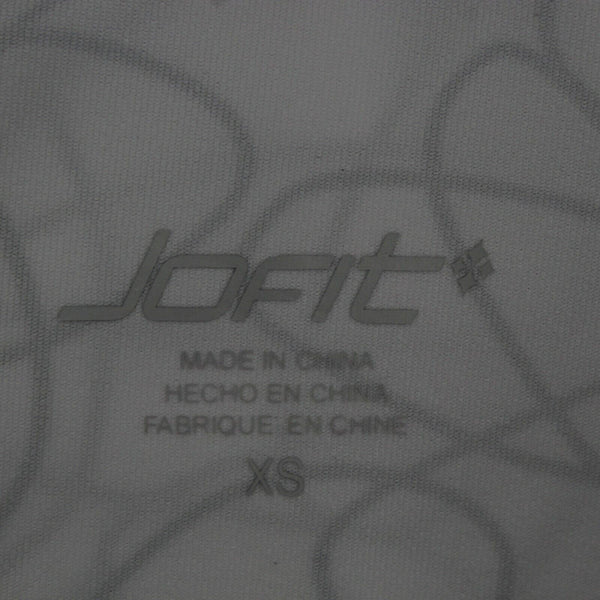 JOFIT
MADE IN CHINA
HECHO EN CHINA
FABRIQUE EN CHINE
XS